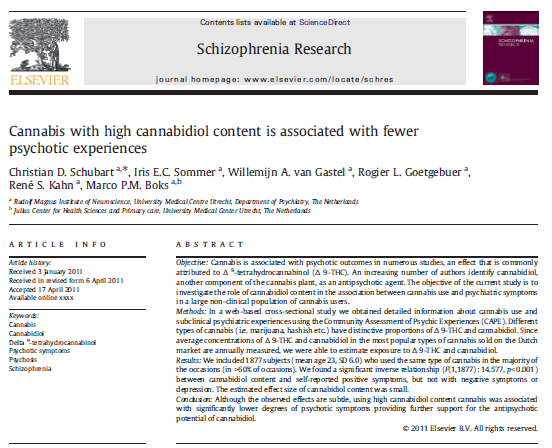 Contents lists available at ScienceDirect
SCHIZOPHRENIA
RESEARCH
Schizophrenia Research
ELSEVIER
journal homepage: www.elsevier.com/locate/schres
Cannabis with high cannabidiol content is associated with fewer
psychotic experiences
Christian D. Schubart a,*, Iris E.C. Sommer a, Willemijn A. van Gastel a, Rogier L. Goetgebuer a,
René S. Kahn a, Marco P.M. Boks a,b
a Rudolf Magnus Institute of Neuroscience, University Medical Centre Utrecht, Department of Psychiatry, The Netherlands
b Julius Center for Health Sciences and Primary care, University Medical Center Utrecht, The Netherlands
ARTICLE INFO
Article history:
Received 3 January 2011
Received in revised form 6 April 2011
Accepted 17 April 2011
Available online xxxx
Keywords:
Cannabis
Cannabidiol
Delta 9-tetrahydrocannabinol
Psychotic symptoms
Psychosis
Schizophrenia
ABSTRACT
Objective: Cannabis is associated with psychotic outcomes in numerous studies, an effect that is commonly
attributed to Δ 9-tetrahydrocannabinol (Δ 9-THC). An increasing number of authors identify cannabidiol,
another component of the cannabis plant, as an antipsychotic agent. The objective of the current study is to
investigate the role of cannabidiol content in the association between cannabis use and psychiatric symptoms
in a large non-clinical population of cannabis users.
Methods: In a web-based cross-sectional study we obtained detailed information about cannabis use and
subclinical psychiatric experiences using the Community Assessment of Psychic Experiences (CAPE). Different
types of cannabis (i.e. marijuana, hashish etc.) have distinctive proportions of Δ 9-THC and cannabidiol. Since
average concentrations of Δ 9-THC and cannabidiol in the most popular types of cannabis sold on the Dutch
market are annually measured, we were able to estimate exposure to Δ 9-THC and cannabidiol.
Results: We included 1877 subjects (mean age 23, SD 6.0) who used the same type of cannabis in the majority of
the occasions (in >60% of occasions). We found a significant inverse relationship (F(1,1877): 14.577, p<0.001)
between cannabidiol content and self-reported positive symptoms, but not with negative symptoms or
depression. The estimated effect size of cannabidiol content was small.
Conclusion: Although the observed effects are subtle, using high cannabidiol content cannabis was associated
with significantly lower degrees of psychotic symptoms providing further support for the antipsychotic
potential of cannabidiol.
© 2011 Elsevier B.V. All rights reserved.